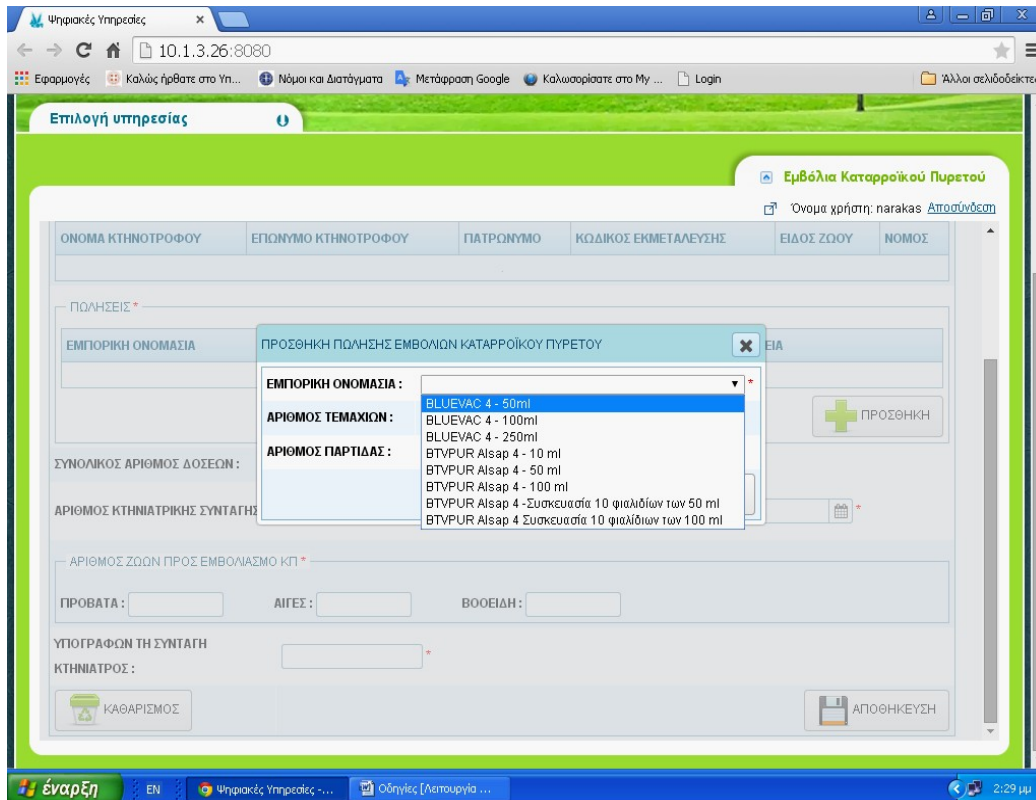 Ψηφιακές Υπηρεσίες
10.1.3.26:8080
Εφαρμογές Καλώς ήρθατε στο Υπ... Νόμοι και Διατάγματα Μετάφραση Google Καλωσορίσατε στο My ... Login Άλλοι σελιδοδείκτε
Επιλογή υπηρεσίας
Εμβόλια Καταρροϊκού Πυρετού
Όνομα χρήστη: narakas Αποσύνδεση
ΟΝΟΜΑ ΚΤΗΝΟΤΡΟΦΟΥ ΕΠΩΝΥΜΟ ΚΤΗΝΟΤΡΟΦΟΥ ΠΑΤΡΩΝΥΜΟ ΚΩΔΙΚΟΣ ΕΚΜΕΤΑΛΕΥΣΗΣ ΕΙΔΟΣ ΖΩΟΥ ΝΟΜΟΣ
ΠΩΛΗΣΕΙΣ *
ΕΜΠΟΡΙΚΗ ΟΝΟΜΑΣΙΑ ΕΙΑ
ΠΡΟΣΘΗΚΗ ΠΩΛΗΣΗΣ ΕΜΒΟΛΙΩΝ ΚΑΤΑΡΡΟΪΚΟΥ ΠΥΡΕΤΟΥ
ΕΜΠΟΡΙΚΗ ΟΝΟΜΑΣΙΑ : *
ΑΡΙΘΜΟΣ ΤΕΜΑΧΙΩΝ :
ΑΡΙΘΜΟΣ ΠΑΡΤΙΔΑΣ :
BLUEVAC 4 - 50ml
BLUEVAC 4 - 100ml
BLUEVAC 4 - 250ml
BTVPUR Alsap 4 - 10 ml
BTVPUR Alsap 4 - 50 ml
BTVPUR Alsap 4 - 100 ml
BTVPUR Alsap 4 -Συσκευασία 10 φιαλιδίων των 50 ml
BTVPUR Alsap 4 Συσκευασία 10 φιαλίδιων των 100 ml
ΠΡΟΣΘΗΚΗ
ΣΥΝΟΛΙΚΟΣ ΑΡΙΘΜΟΣ ΔΟΣΕΩΝ :
ΑΡΙΘΜΟΣ ΚΤΗΝΙΑΤΡΙΚΗΣ ΣΥΝΤΑΓΗΣ *
ΑΡΙΘΜΟΣ ΖΩΩΝ ΠΡΟΣ ΕΜΒΟΛΙΑΣΜΟ ΚΠ *
ΠΡΟΒΑΤΑ : ΑΙΓΕΣ : ΒΟΟΕΙΔΗ :
ΥΠΟΓΡΑΦΩΝ ΤΗ ΣΥΝΤΑΓΗ
ΚΤΗΝΙΑΤΡΟΣ : *
ΚΑΘΑΡΙΣΜΟΣ ΑΠΟΘΗΚΕΥΣΗ
έναρξη EN Ψηφιακές Υπηρεσίες -... Οδηγίες [Λειτουργία ... 2:29 μμ